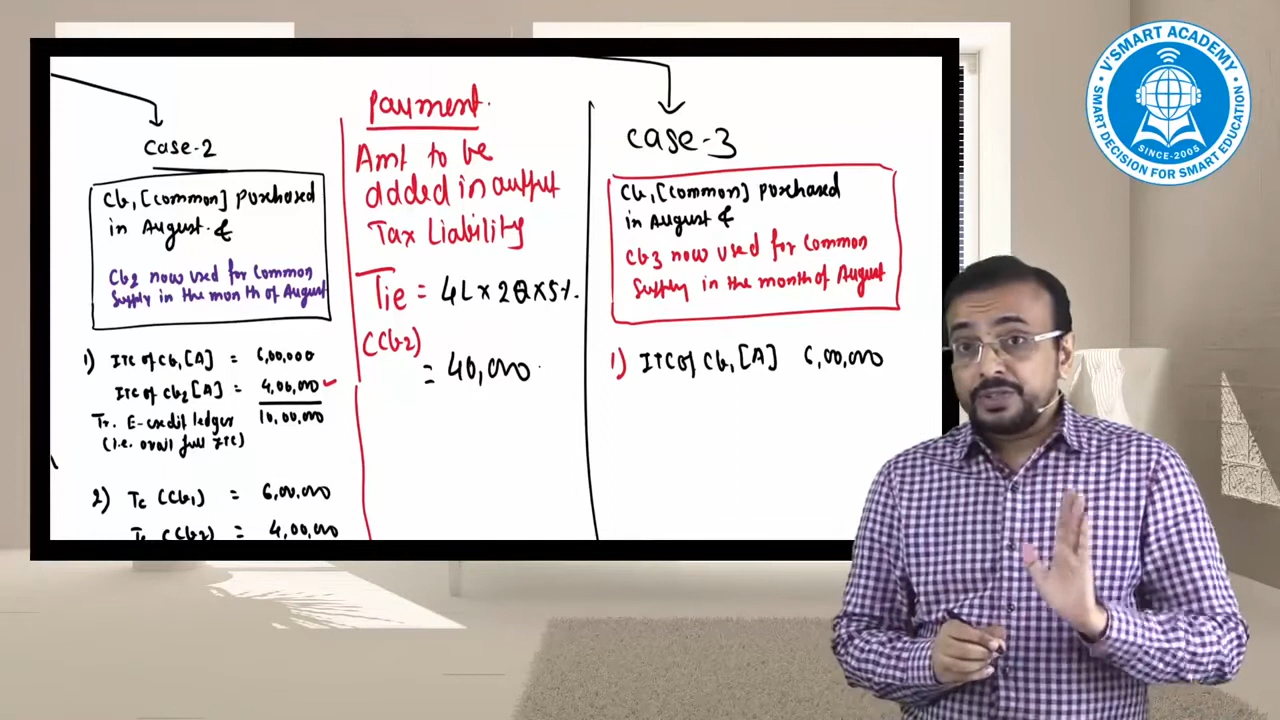 case-2
CG1 [common] purchased
in August. &
CG2 now used for Common
Supply in the month of August
1) ITC of CG1 [A] = 6,00,000
ITC of CG2 [A] = 4,00,000 ✓
Tr. E-credit ledger 10,00,000
(i.e. avail full ITC)
2) Tc (CG1) = 6,00,000
Tc (CG2) = 4,00,000
Payment.
Amt to be
added in output
Tax Liability
Tie = 4L × 2Q × 5%.
(CG2)
= 40,000
case-3
CG1 [common] purchased
in August &
CG3 now used for Common
Supply in the month of August
1) ITC of CG1 [A] 6,00,000
V'SMART ACADEMY
SINCE-2005
SMART DECISION FOR SMART EDUCATION